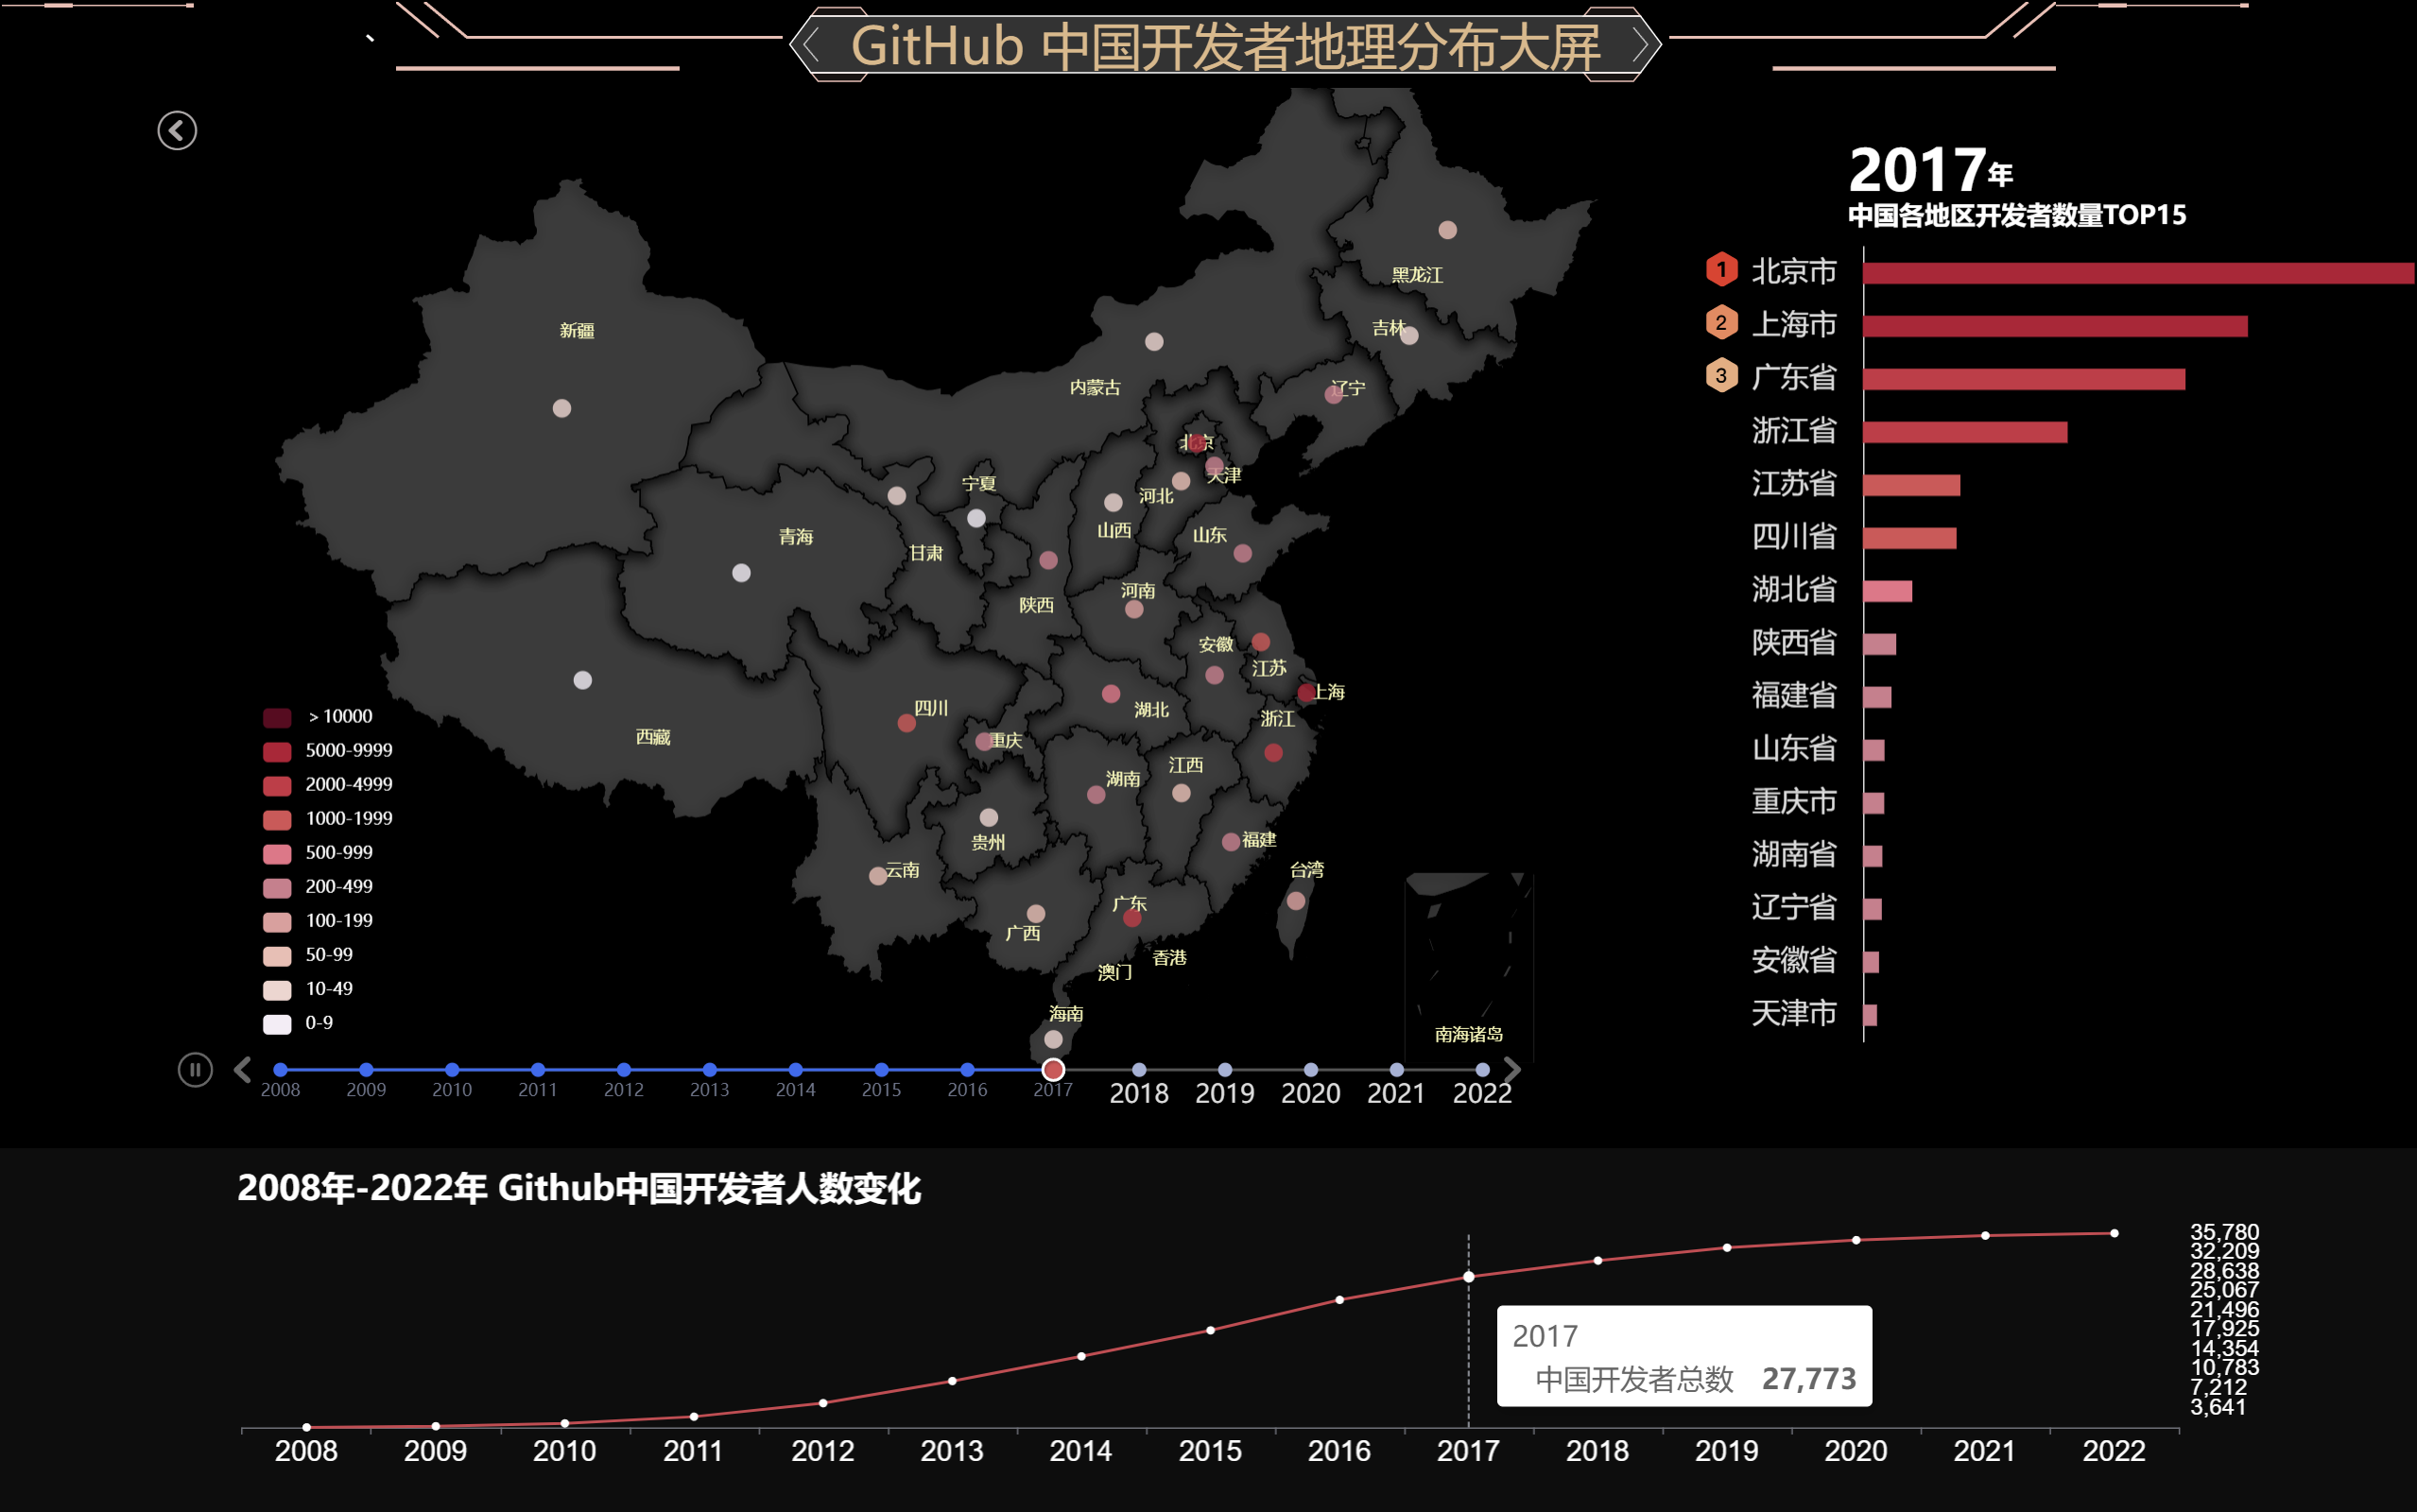 GitHub 中国开发者地理分布大屏
2017年
中国各地区开发者数量TOP15
1 北京市
2 上海市
3 广东省
浙江省
江苏省
四川省
湖北省
陕西省
福建省
山东省
重庆市
湖南省
辽宁省
安徽省
天津市
黑龙江
吉林
新疆
内蒙古
辽宁
北京
天津
宁夏
河北
山西
山东
青海
甘肃
河南
陕西
安徽
江苏
上海
四川
湖北
浙江
西藏
重庆
江西
湖南
贵州
福建
云南
台湾
广东
广西
香港
澳门
海南
南海诸岛
> 10000
5000-9999
2000-4999
1000-1999
500-999
200-499
100-199
50-99
10-49
0-9
2008 2009 2010 2011 2012 2013 2014 2015 2016 2017 2018 2019 2020 2021 2022
2008年-2022年 Github中国开发者人数变化
35,780
32,209
28,638
25,067
21,496
17,925
14,354
10,783
7,212
3,641
2017
中国开发者总数 27,773
2008 2009 2010 2011 2012 2013 2014 2015 2016 2017 2018 2019 2020 2021 2022